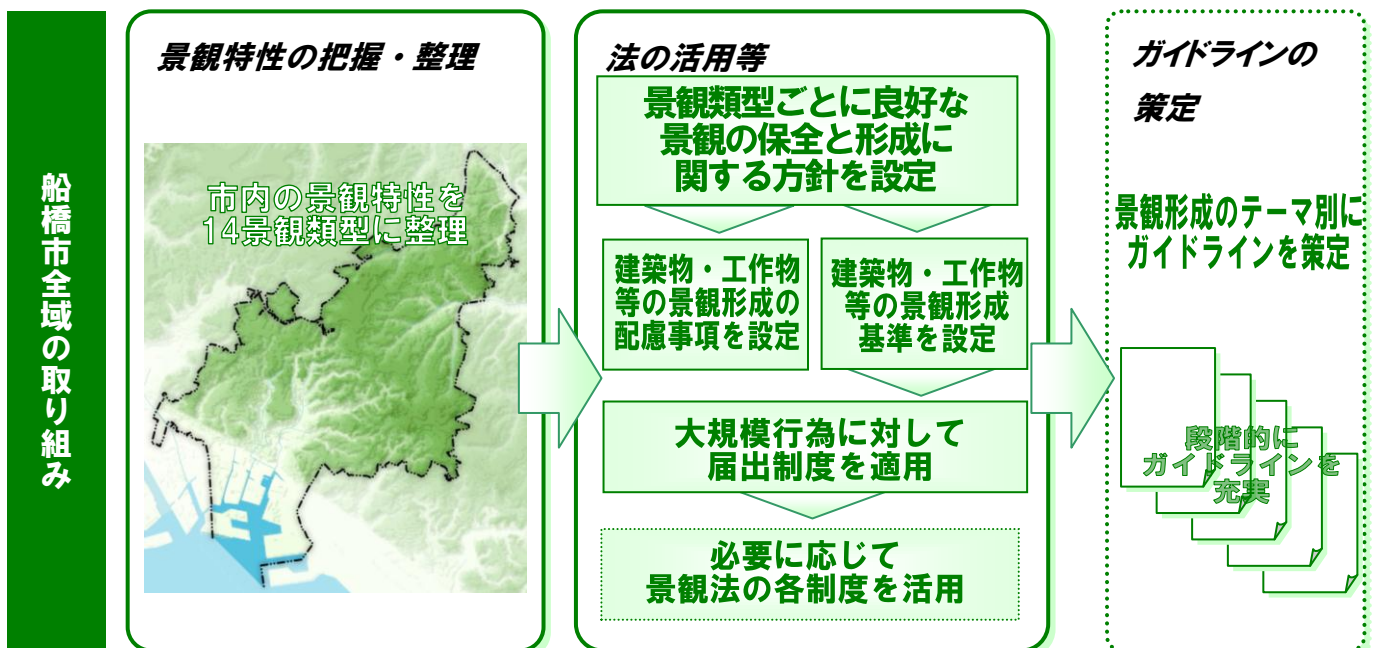 船橋市全域の取り組み
景観特性の把握・整理
市内の景観特性を
14景観類型に整理
法の活用等
景観類型ごとに良好な
景観の保全と形成に
関する方針を設定
建築物・工作物
等の景観形成の
配慮事項を設定
建築物・工作物
等の景観形成
基準を設定
大規模行為に対して
届出制度を適用
必要に応じて
景観法の各制度を活用
ガイドラインの
策定
景観形成のテーマ別に
ガイドラインを策定
段階的に
ガイドラインを
充実